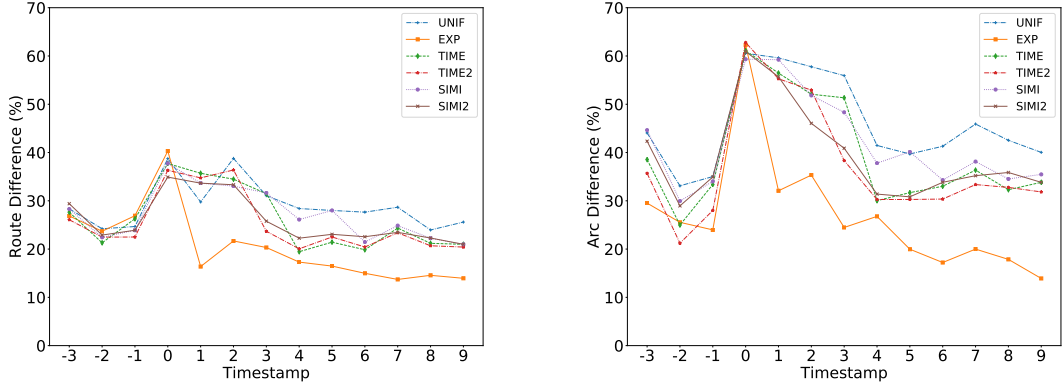 70
60
50
40
30
20
10
0
Route Difference (%)
-3 -2 -1 0 1 2 3 4 5 6 7 8 9
Timestamp
UNIF
EXP
TIME
TIME2
SIMI
SIMI2
70
60
50
40
30
20
10
0
Arc Difference (%)
-3 -2 -1 0 1 2 3 4 5 6 7 8 9
Timestamp
UNIF
EXP
TIME
TIME2
SIMI
SIMI2